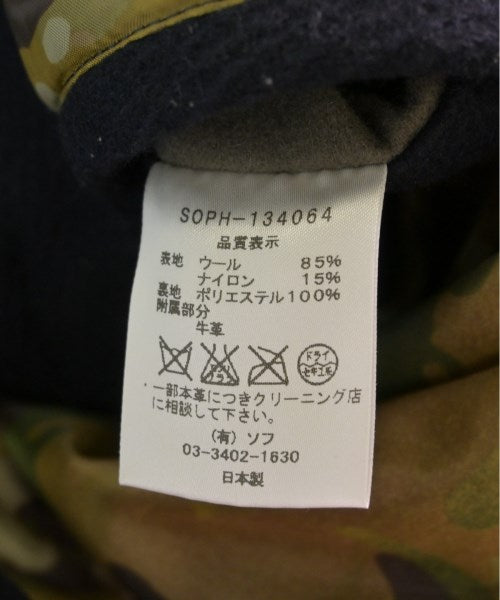 SOPH-134064
品質表示
表地 ウール 85%
ナイロン 15%
裏地 ポリエステル100%
附属部分
牛革
ドライ
セキユ系
一部本革につきクリーニング店
に相談して下さい。
(有) ソフ
03-3402-1630
日本製